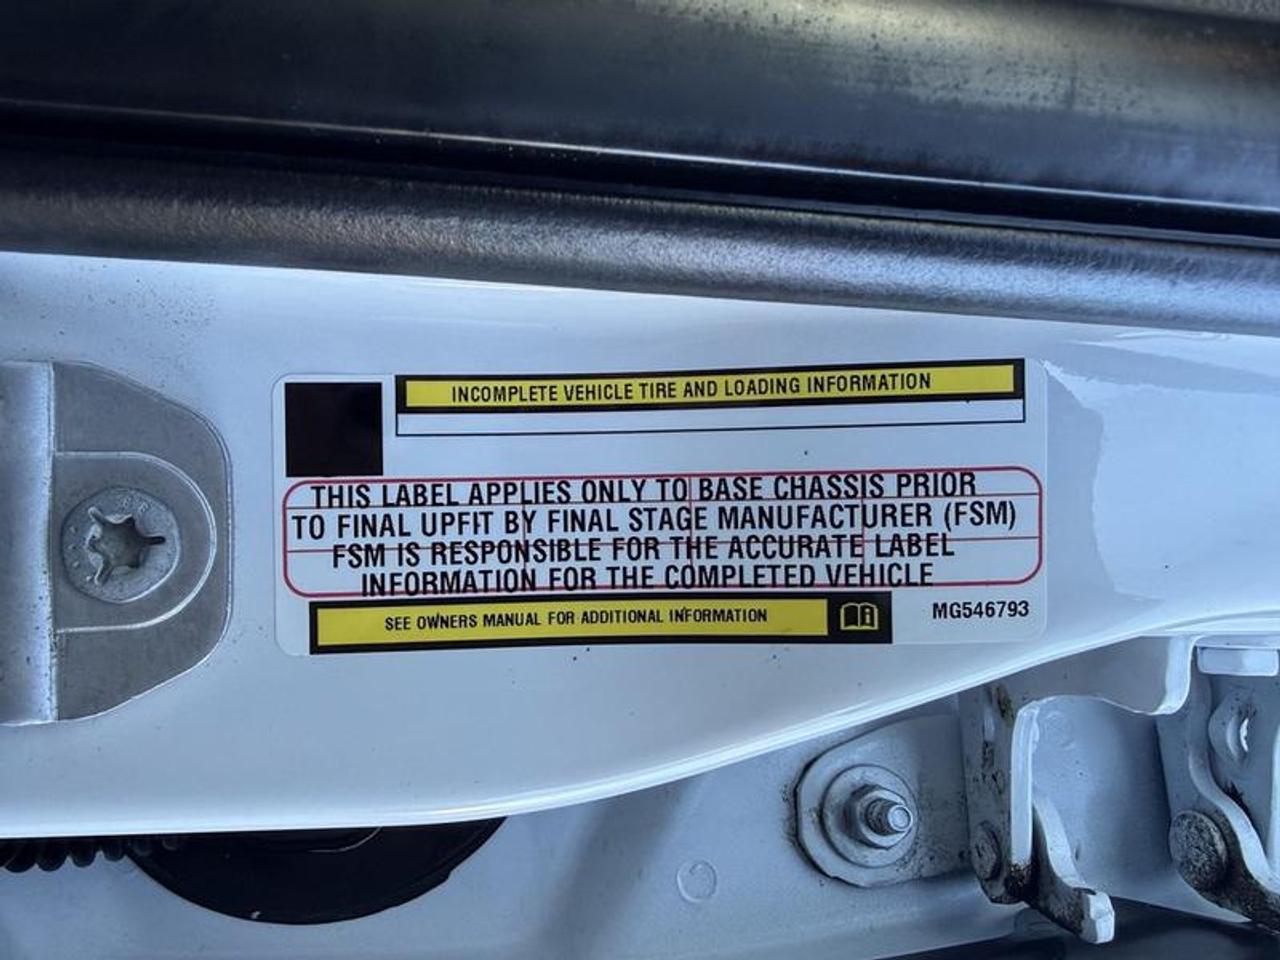 INCOMPLETE VEHICLE TIRE AND LOADING INFORMATION
THIS LABEL APPLIES ONLY TO BASE CHASSIS PRIOR
TO FINAL UPFIT BY FINAL STAGE MANUFACTURER (FSM)
FSM IS RESPONSIBLE FOR THE ACCURATE LABEL
INFORMATION FOR THE COMPLETED VEHICLE
SEE OWNERS MANUAL FOR ADDITIONAL INFORMATION
MG546793